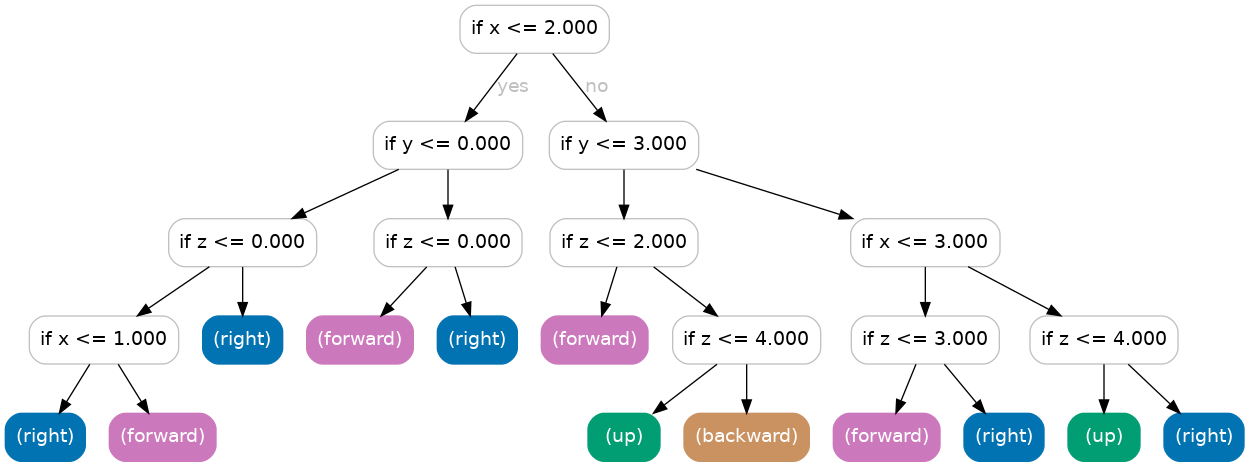 if x <= 2.000
yes
no
if y <= 0.000
if y <= 3.000
if z <= 0.000
if z <= 0.000
if z <= 2.000
if x <= 3.000
if x <= 1.000
(right)
(forward)
(right)
(forward)
if z <= 4.000
if z <= 3.000
if z <= 4.000
(right)
(forward)
(up)
(backward)
(forward)
(right)
(up)
(right)